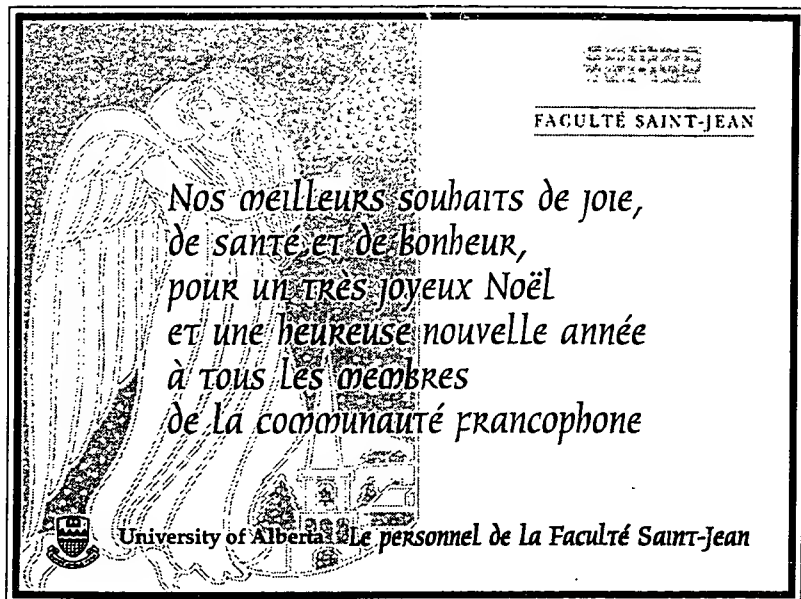 FACULTÉ SAINT-JEAN
Nos meilleurs souhaits de joie,
de santé et de bonheur,
pour un très joyeux Noël
et une heureuse nouvelle année
à tous les membres
de la communauté francophone
University of Alberta Le personnel de la Faculté Saint-Jean